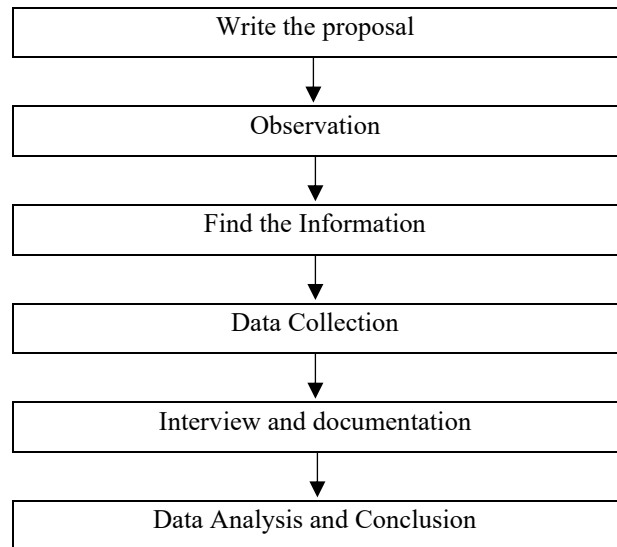 Write the proposal
Observation
Find the Information
Data Collection
Interview and documentation
Data Analysis and Conclusion